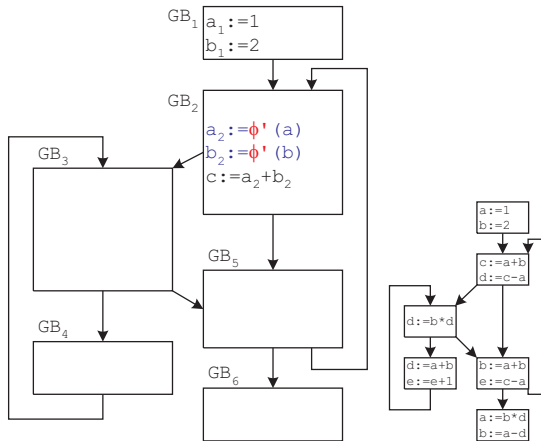 GB₁
a₁:=1
b₁:=2
GB₂
a₂:=ϕ'(a)
b₂:=ϕ'(b)
c:=a₂+b₂
GB₃
GB₅
GB₄
GB₆
a:=1
b:=2
c:=a+b
d:=c-a
d:=b*d
d:=a+b
e:=e+1
b:=a+b
e:=c-a
a:=b*d
b:=a-d